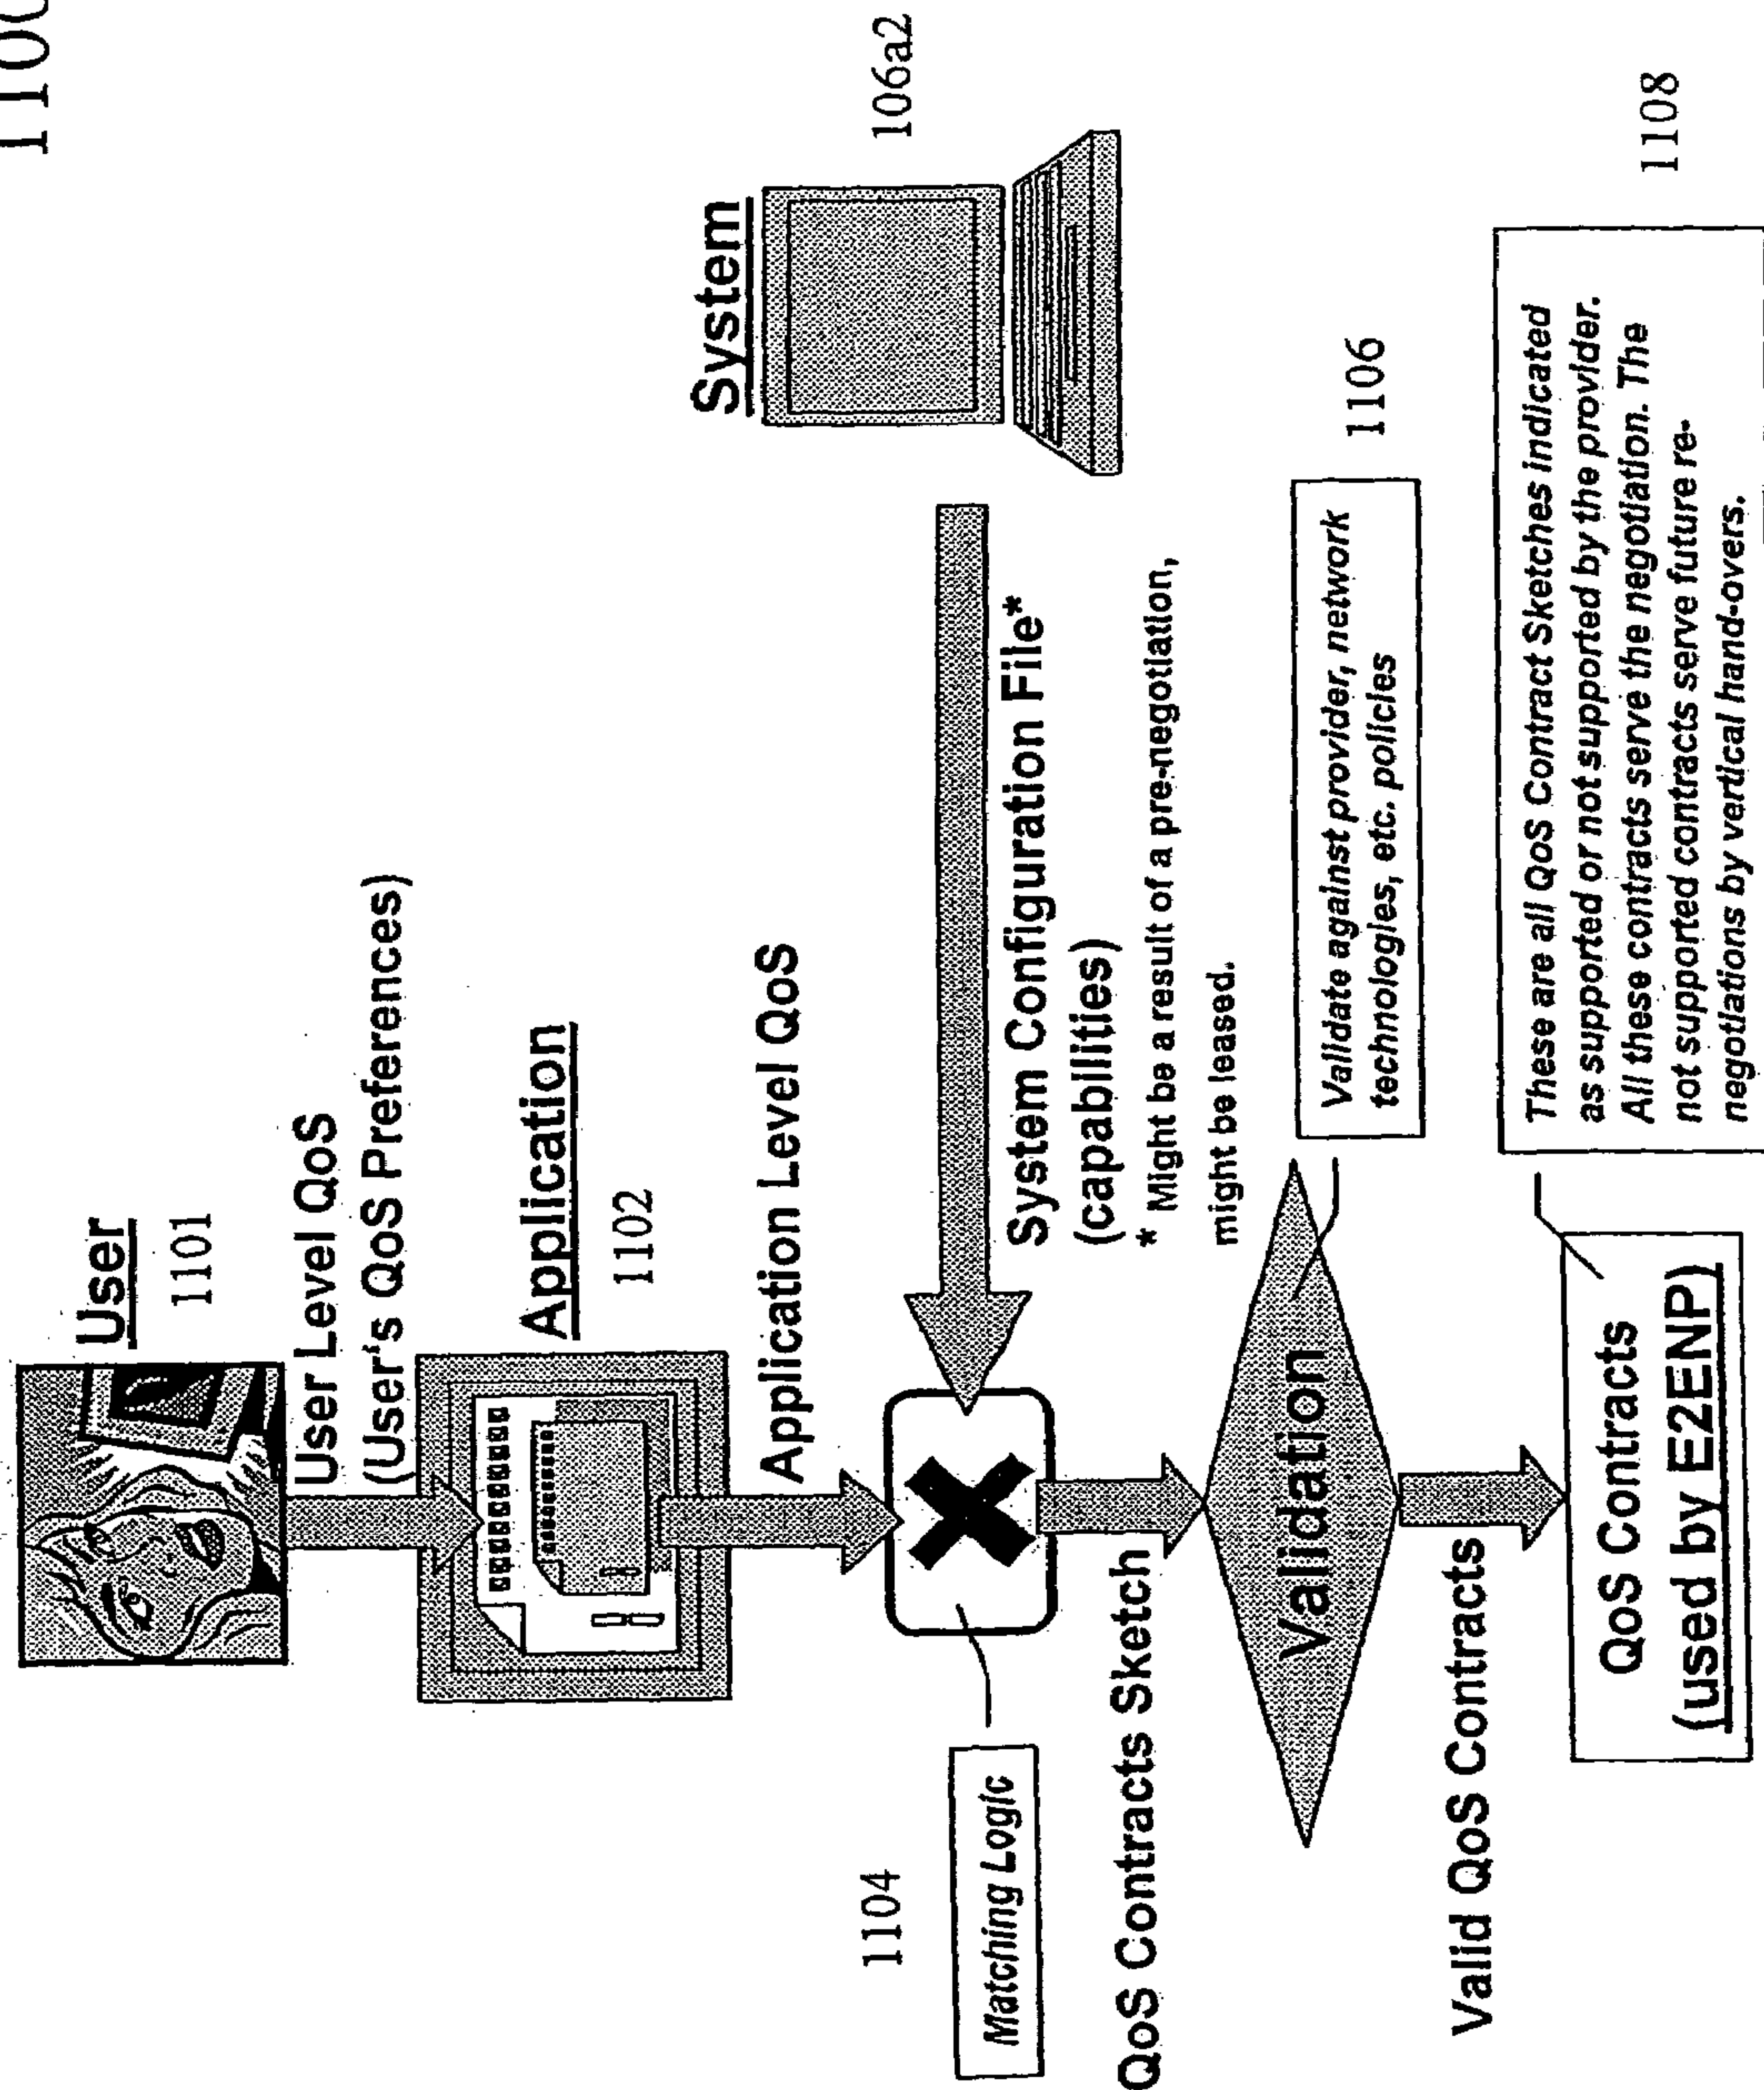 1100
User
1101
User Level QoS
(User's QoS Preferences)
Application
1102
Application Level QoS
System
106a2
System Configuration File*
(capabilities)
* Might be a result of a pre-negotiation,
might be leased.
1104
Matching Logic
QoS Contracts Sketch
Validation
Validate against provider, network
technologies, etc. policies
1106
Valid QoS Contracts
QoS Contracts
(used by E2ENP)
These are all QoS Contract Sketches indicated
as supported or not supported by the provider.
All these contracts serve the negotiation. The
not supported contracts serve future re-
negotiations by vertical hand-overs.
1108